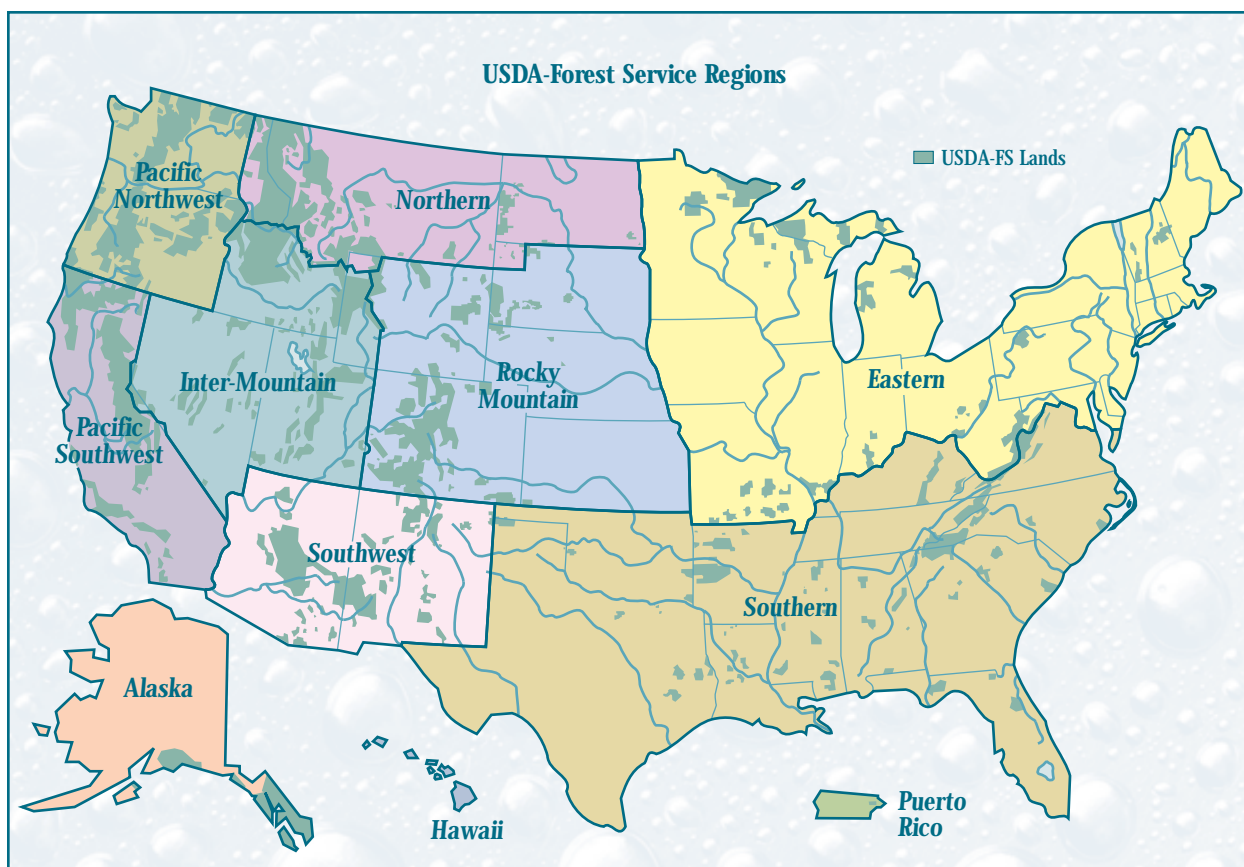 USDA-Forest Service Regions
USDA-FS Lands
Pacific
Northwest
Northern
Inter-Mountain
Rocky
Mountain
Eastern
Pacific
Southwest
Southwest
Southern
Alaska
Hawaii
Puerto
Rico